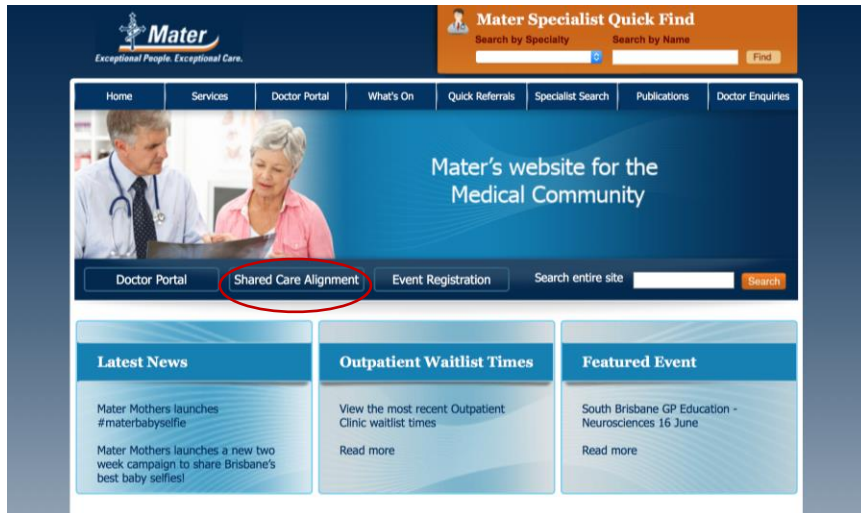 Mater
Exceptional People. Exceptional Care.
Mater Specialist Quick Find
Search by Specialty
Search by Name
Find
Home
Services
Doctor Portal
What's On
Quick Referrals
Specialist Search
Publications
Doctor Enquiries
Mater's website for the
Medical Community
Doctor Portal
Shared Care Alignment
Event Registration
Search entire site
Search
Latest News
Mater Mothers launches
#materbabyselfie
Mater Mothers launches a new two
week campaign to share Brisbane's
best baby selfies!
Outpatient Waitlist Times
View the most recent Outpatient
Clinic waitlist times
Read more
Featured Event
South Brisbane GP Education -
Neurosciences 16 June
Read more